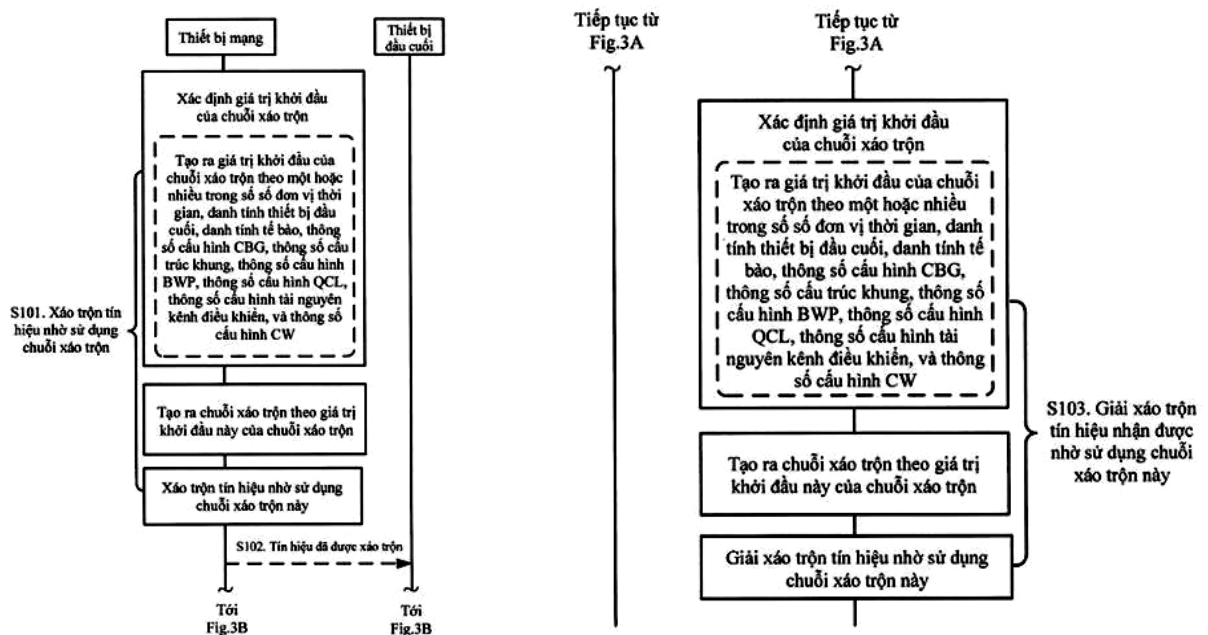 Thiết bị mạng
Thiết bị
đầu cuối
Xác định giá trị khởi đầu
của chuỗi xáo trộn
Tạo ra giá trị khởi đầu của
chuỗi xáo trộn theo một hoặc
nhiều trong số số đơn vị thời
gian, danh tính thiết bị đầu
cuối, danh tính tế bào, thông
số cấu hình CBG, thông số cấu
trúc khung, thông số cấu hình
BWP, thông số cấu hình QCL,
thông số cấu hình tài nguyên
kênh điều khiển, và thông số
cấu hình CW
S101. Xáo trộn tín
hiệu nhờ sử dụng
chuỗi xáo trộn
Tạo ra chuỗi xáo trộn theo giá trị
khởi đầu này của chuỗi xáo trộn
Xáo trộn tín hiệu nhờ sử dụng
chuỗi xáo trộn này
S102. Tín hiệu đã được xáo trộn
Tới
Fig.3B
Tới
Fig.3B
Tiếp tục từ
Fig.3A
Tiếp tục từ
Fig.3A
Xác định giá trị khởi đầu
của chuỗi xáo trộn
Tạo ra giá trị khởi đầu của chuỗi
xáo trộn theo một hoặc nhiều
trong số số đơn vị thời gian, danh
tính thiết bị đầu cuối, danh tính tế
bào, thông số cấu hình CBG,
thông số cấu trúc khung, thông số
cấu hình BWP, thông số cấu hình
QCL, thông số cấu hình tài
nguyên kênh điều khiển, và thông
số cấu hình CW
S103. Giải xáo trộn
tín hiệu nhận được
nhờ sử dụng chuỗi
xáo trộn này
Tạo ra chuỗi xáo trộn theo giá trị
khởi đầu này của chuỗi xáo trộn
Giải xáo trộn tín hiệu nhờ sử dụng
chuỗi xáo trộn này